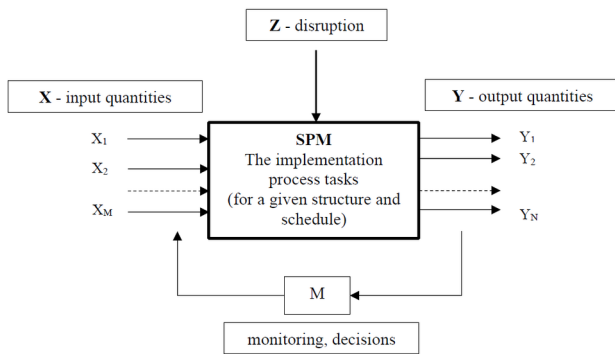 Z - disruption
X - input quantities
Y - output quantities
X1
X2
XM
SPM
The implementation
process tasks
(for a given structure and
schedule)
Y1
Y2
YN
M
monitoring, decisions